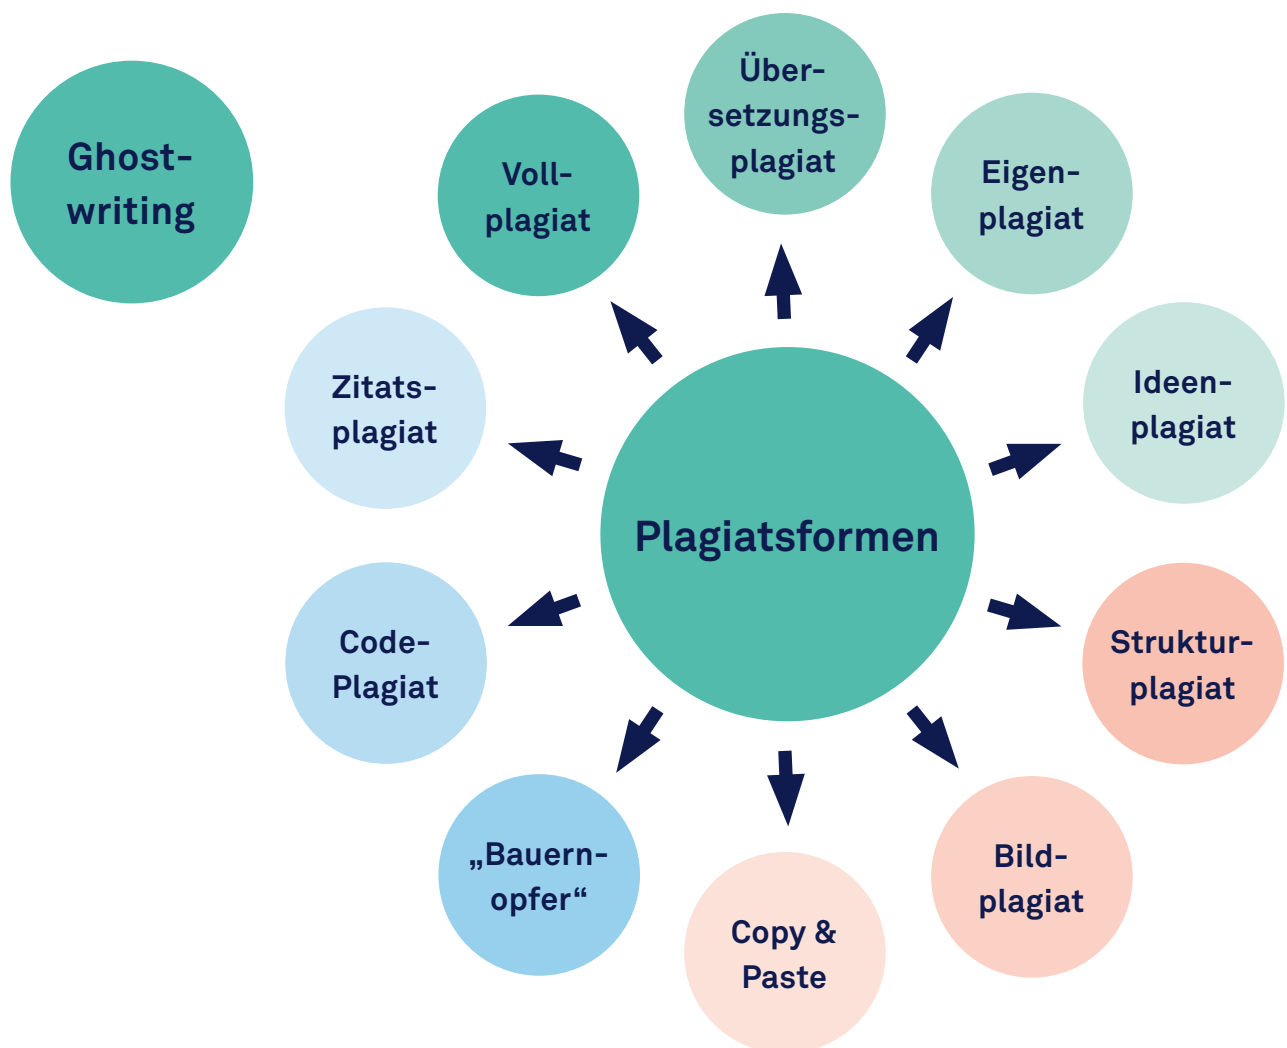 Ghost-
writing
Voll-
plagiat
Über-
setzungs-
plagiat
Eigen-
plagiat
Ideen-
plagiat
Struktur-
plagiat
Bild-
plagiat
Copy &
Paste
„Bauern-
opfer“
Code-
Plagiat
Zitats-
plagiat
Plagiatsformen